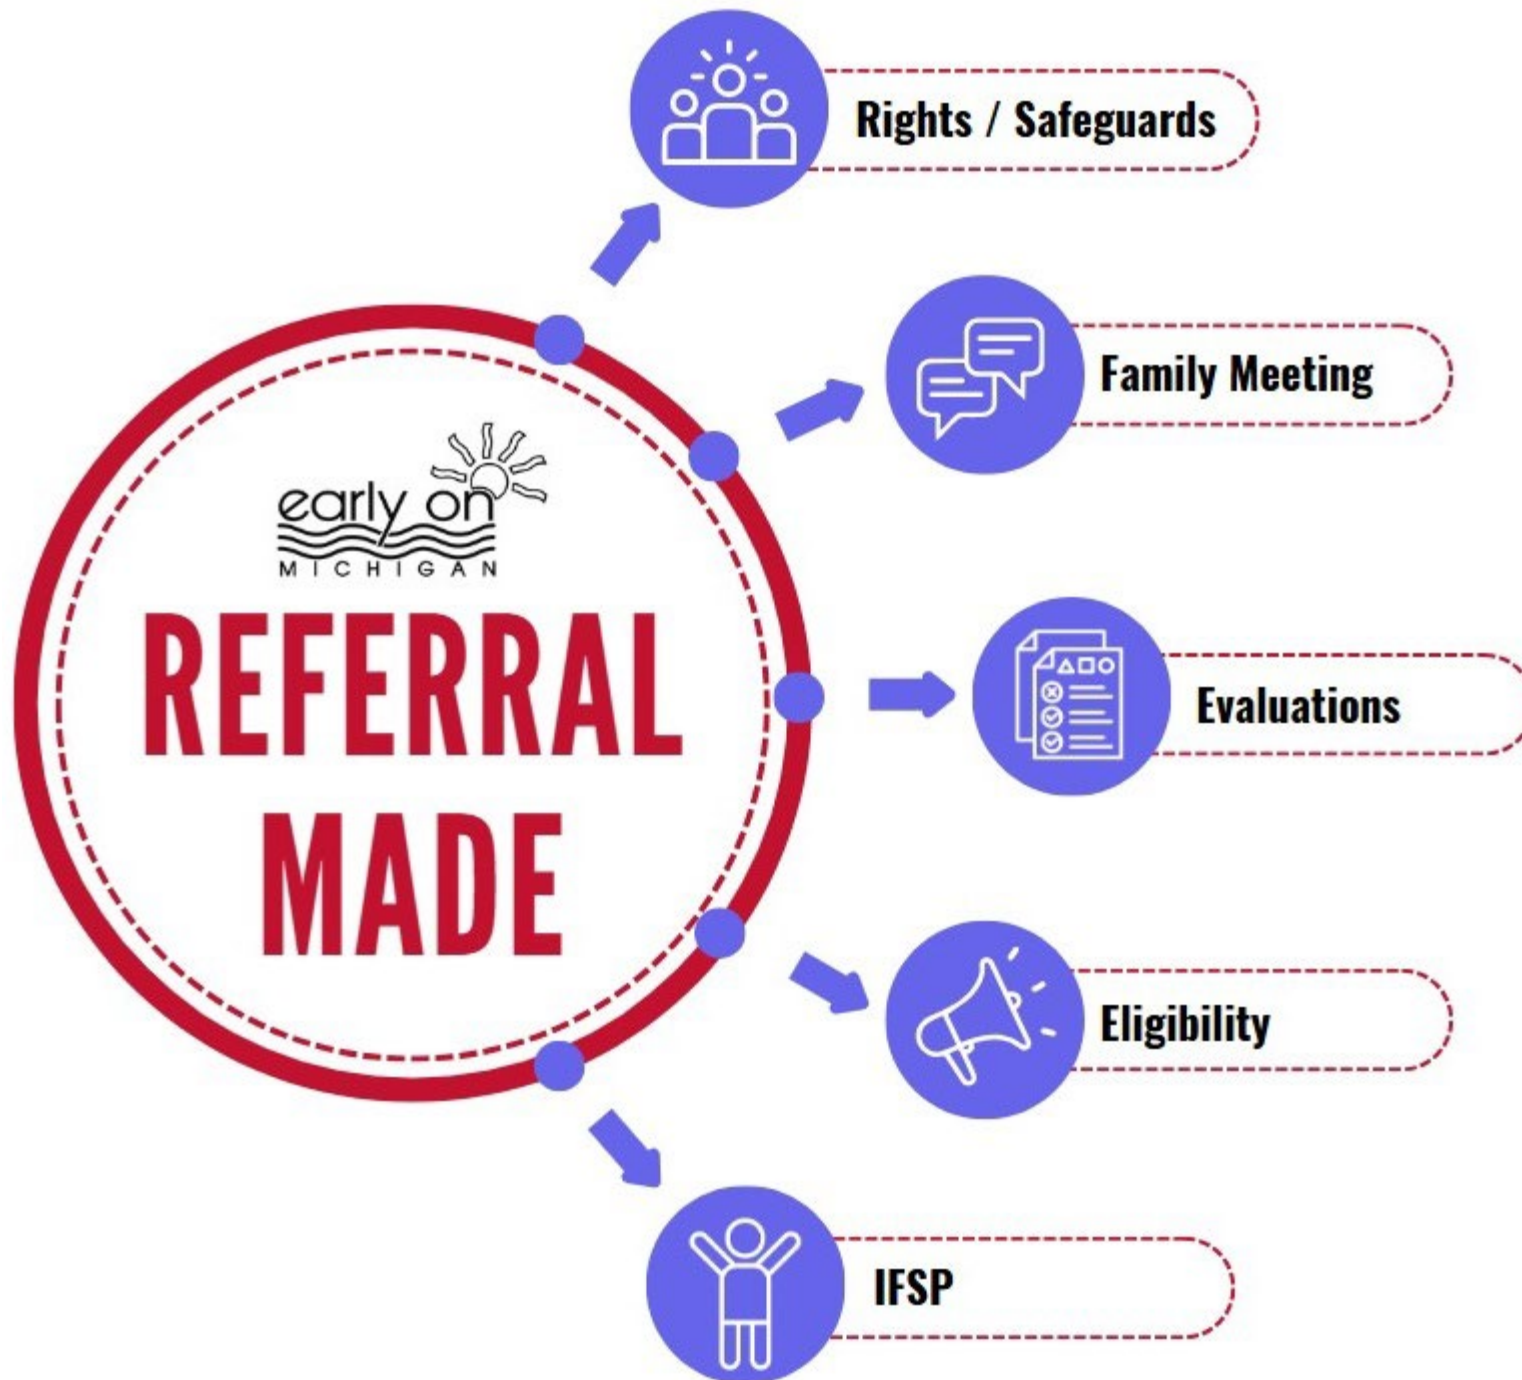 early on
MICHIGAN
REFERRAL
MADE
Rights / Safeguards
Family Meeting
Evaluations
Eligibility
IFSP